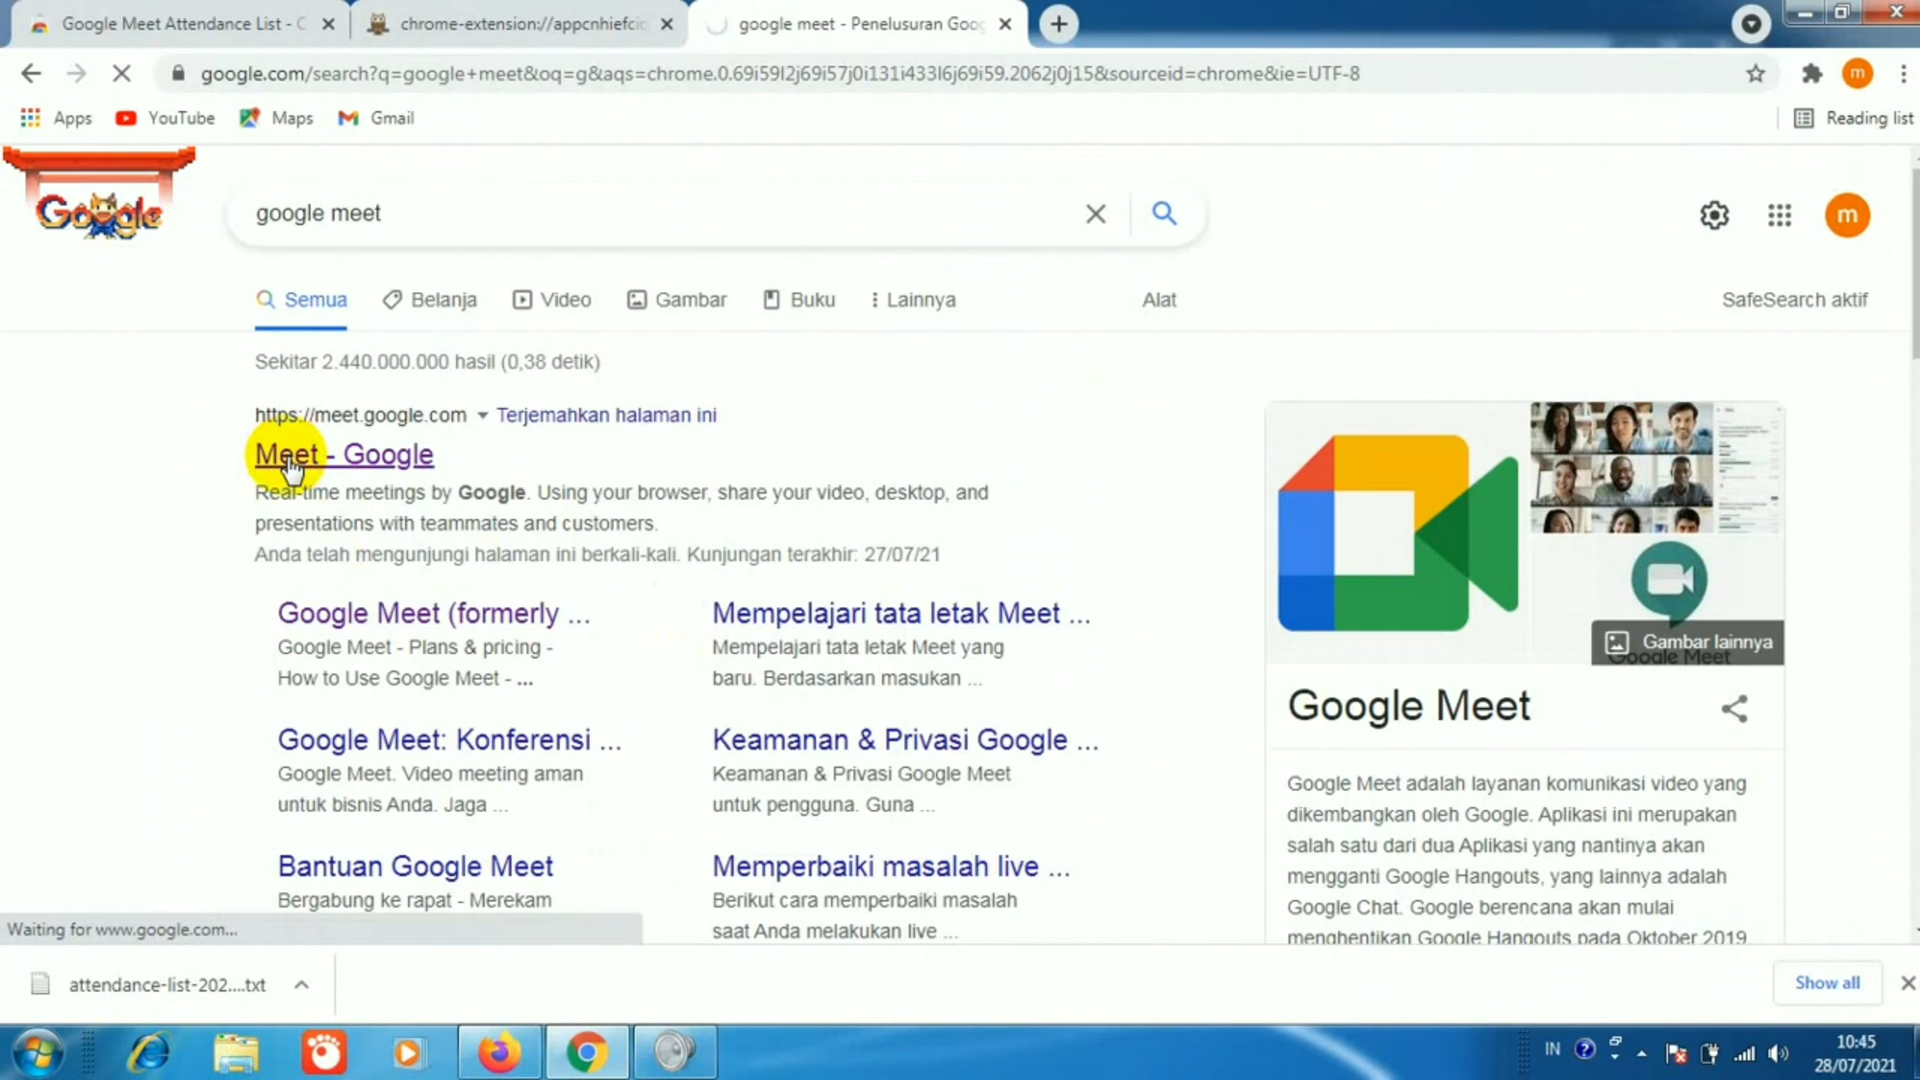 Google Meet Attendance List - C
chrome-extension://appcnhiefcid
google meet - Penelusuran Goog
google.com/search?q=google+meet&oq=g&aqs=chrome.0.69i59l2j69i57j0i131i433l6j69i59.2062j0j15&sourceid=chrome&ie=UTF-8
m
Apps
YouTube
Maps
Gmail
Reading list
Google
google meet
m
Semua
Belanja
Video
Gambar
Buku
Lainnya
Alat
SafeSearch aktif
Sekitar 2.440.000.000 hasil (0,38 detik)
https://meet.google.com
Terjemahkan halaman ini
Meet - Google
Real-time meetings by Google. Using your browser, share your video, desktop, and
presentations with teammates and customers.
Anda telah mengunjungi halaman ini berkali-kali. Kunjungan terakhir: 27/07/21
Google Meet (formerly ...
Google Meet - Plans & pricing -
How to Use Google Meet - ...
Mempelajari tata letak Meet ...
Mempelajari tata letak Meet yang
baru. Berdasarkan masukan ...
Google Meet: Konferensi ...
Google Meet. Video meeting aman
untuk bisnis Anda. Jaga ...
Keamanan & Privasi Google ...
Keamanan & Privasi Google Meet
untuk pengguna. Guna ...
Bantuan Google Meet
Bergabung ke rapat - Merekam
Memperbaiki masalah live ...
Berikut cara memperbaiki masalah
saat Anda melakukan live ...
Gambar lainnya
Google Meet
Google Meet
Google Meet adalah layanan komunikasi video yang
dikembangkan oleh Google. Aplikasi ini merupakan
salah satu dari dua Aplikasi yang nantinya akan
mengganti Google Hangouts, yang lainnya adalah
Google Chat. Google berencana akan mulai
menghentikan Google Hangouts pada Oktober 2019.
Waiting for www.google.com...
attendance-list-202....txt
Show all
IN
10:45
28/07/2021